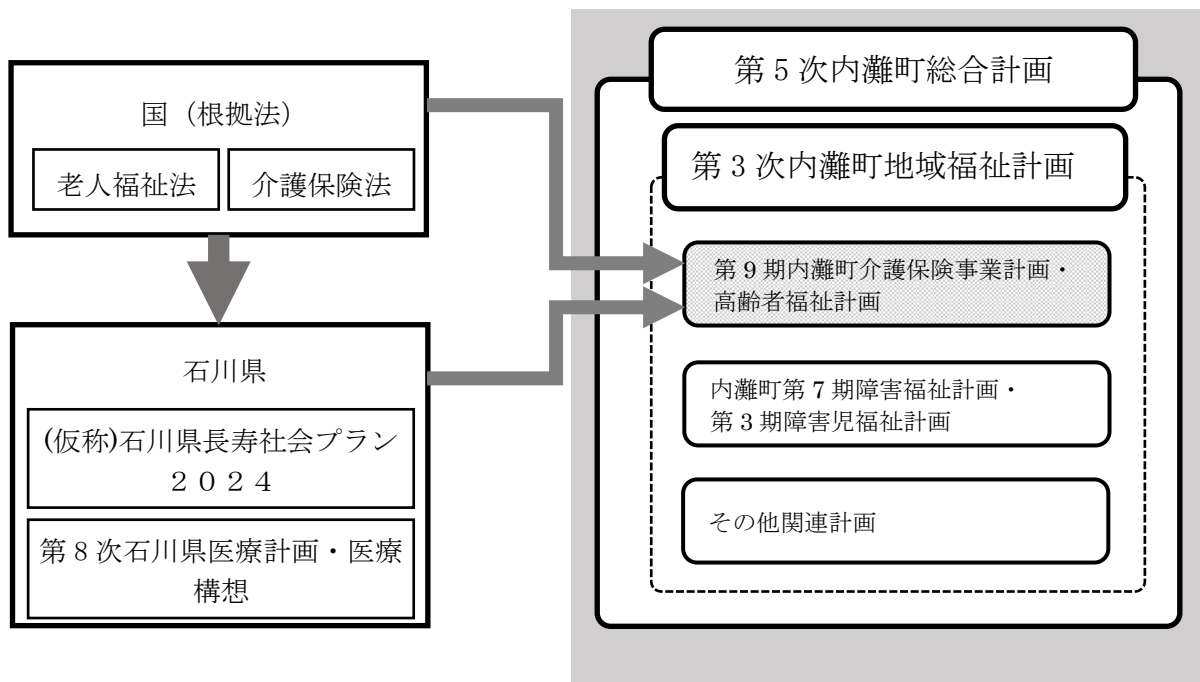 国（根拠法）
老人福祉法
介護保険法
石川県
(仮称)石川県長寿社会プラン
２０２４
第８次石川県医療計画・医療
構想
第５次内灘町総合計画
第３次内灘町地域福祉計画
第９期内灘町介護保険事業計画・
高齢者福祉計画
内灘町第７期障害福祉計画・
第３期障害児福祉計画
その他関連計画